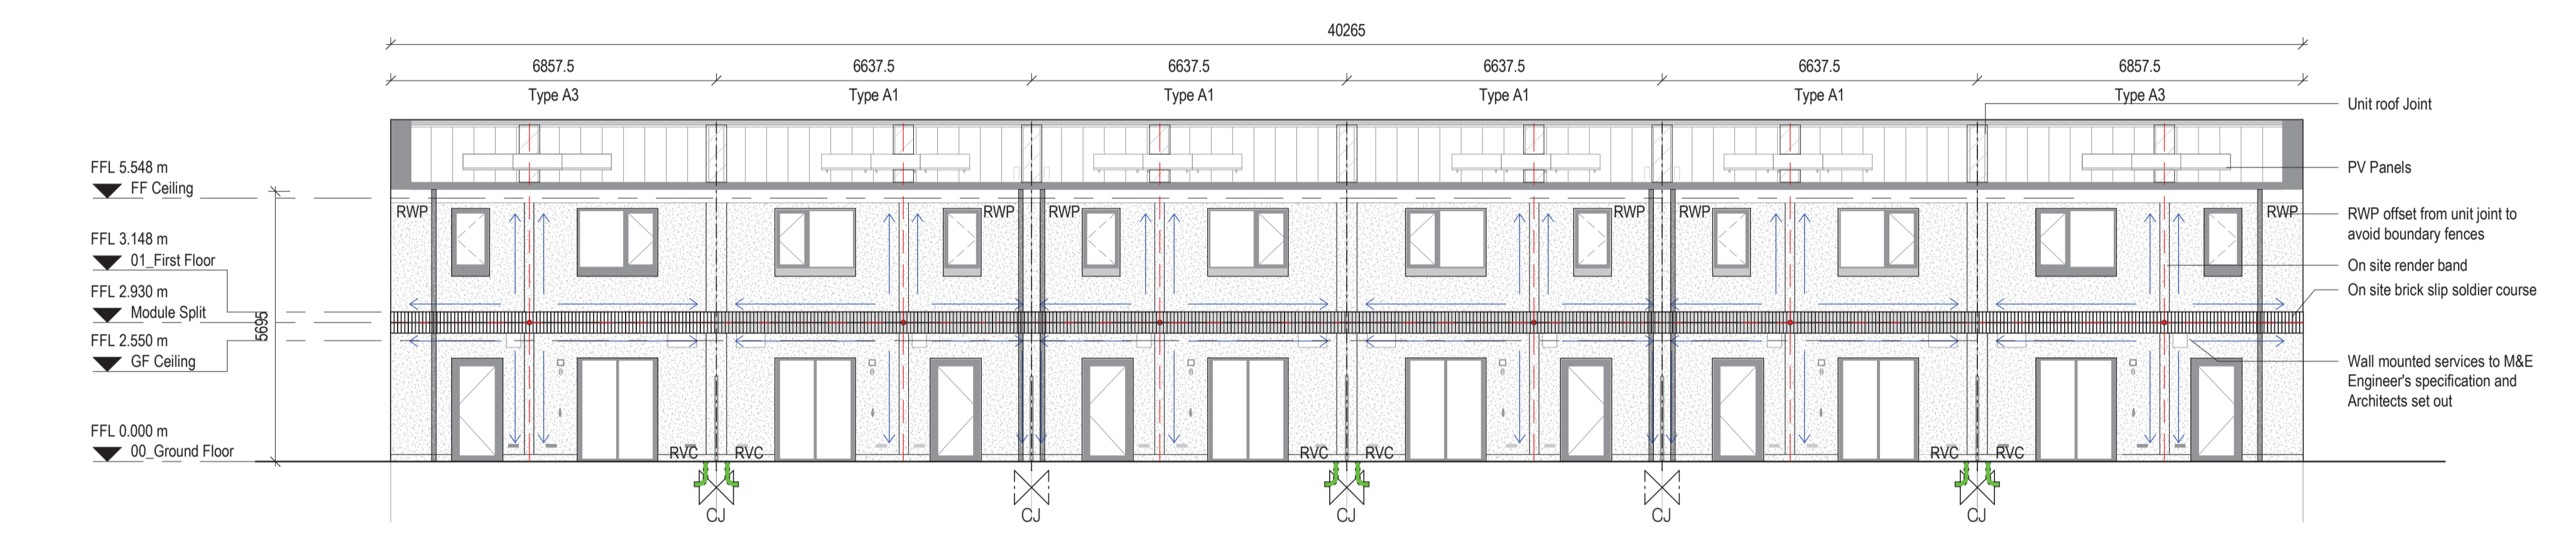 40265
6857.5
6637.5
6637.5
6637.5
6637.5
6857.5
Type A3
Type A1
Type A1
Type A1
Type A1
Type A3
Unit roof Joint
PV Panels
RWP offset from unit joint to
avoid boundary fences
On site render band
On site brick slip soldier course
Wall mounted services to M&E
Engineer's specification and
Architects set out
FFL 5.548 m
FF Ceiling
FFL 3.148 m
01_First Floor
FFL 2.930 m
Module Split
FFL 2.550 m
GF Ceiling
FFL 0.000 m
00_Ground Floor
5695
RWP
RWP
RWP
RWP
RWP
RWP
RVC
RVC
RVC
RVC
RVC
RVC
CJ
CJ
CJ
CJ
CJ